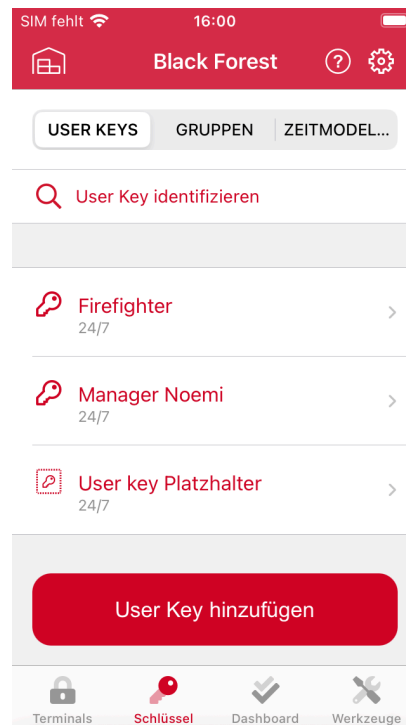 SIM fehlt 16:00
Black Forest ?
USER KEYS GRUPPEN ZEITMODEL...
User Key identifizieren
Firefighter
24/7
Manager Noemi
24/7
User key Platzhalter
24/7
User Key hinzufügen
Terminals Schlüssel Dashboard Werkzeuge